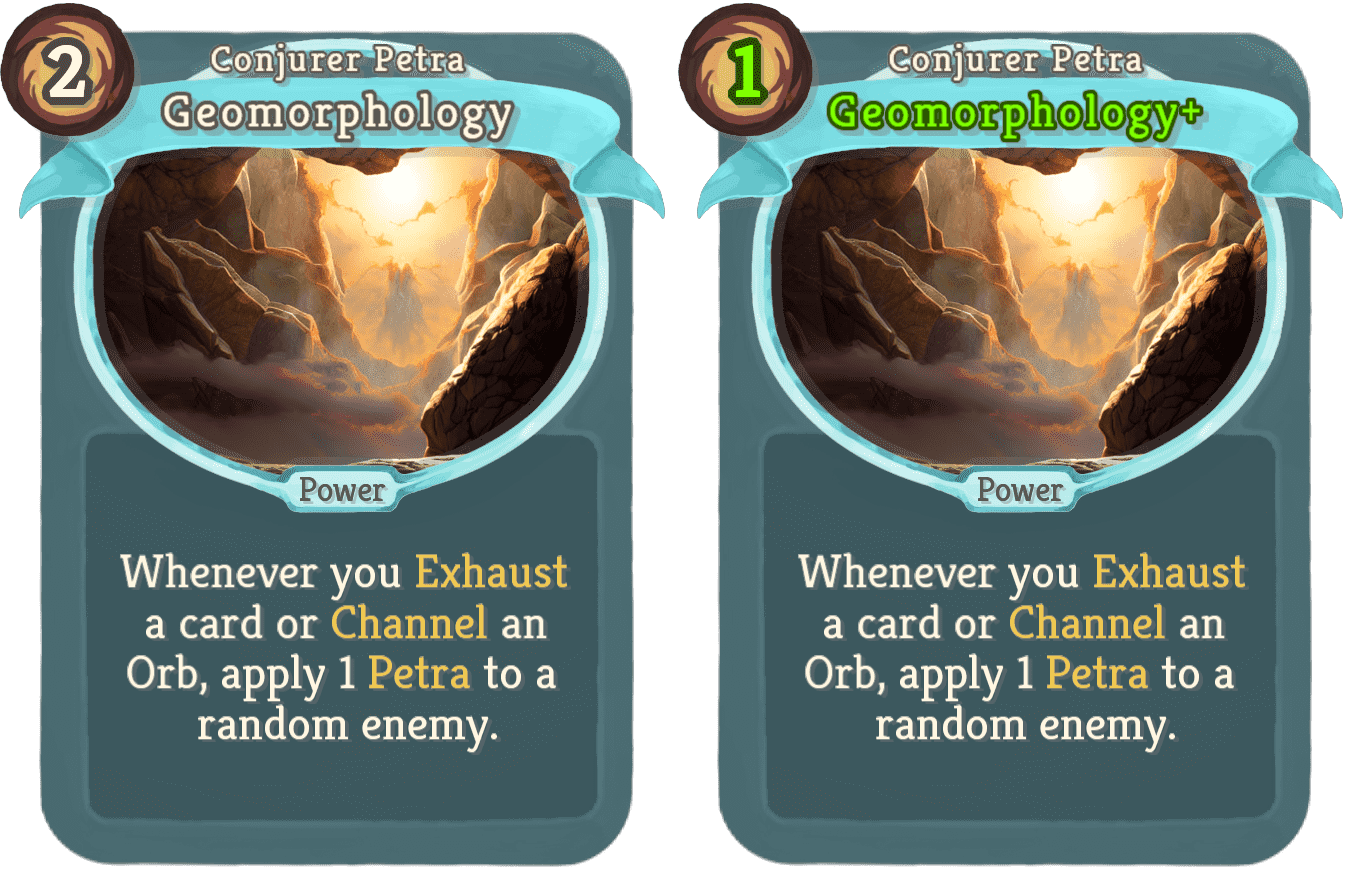 2
Conjurer Petra
Geomorphology
Power
Whenever you Exhaust
a card or Channel an
Orb, apply 1 Petra to a
random enemy.
1
Conjurer Petra
Geomorphology+
Power
Whenever you Exhaust
a card or Channel an
Orb, apply 1 Petra to a
random enemy.